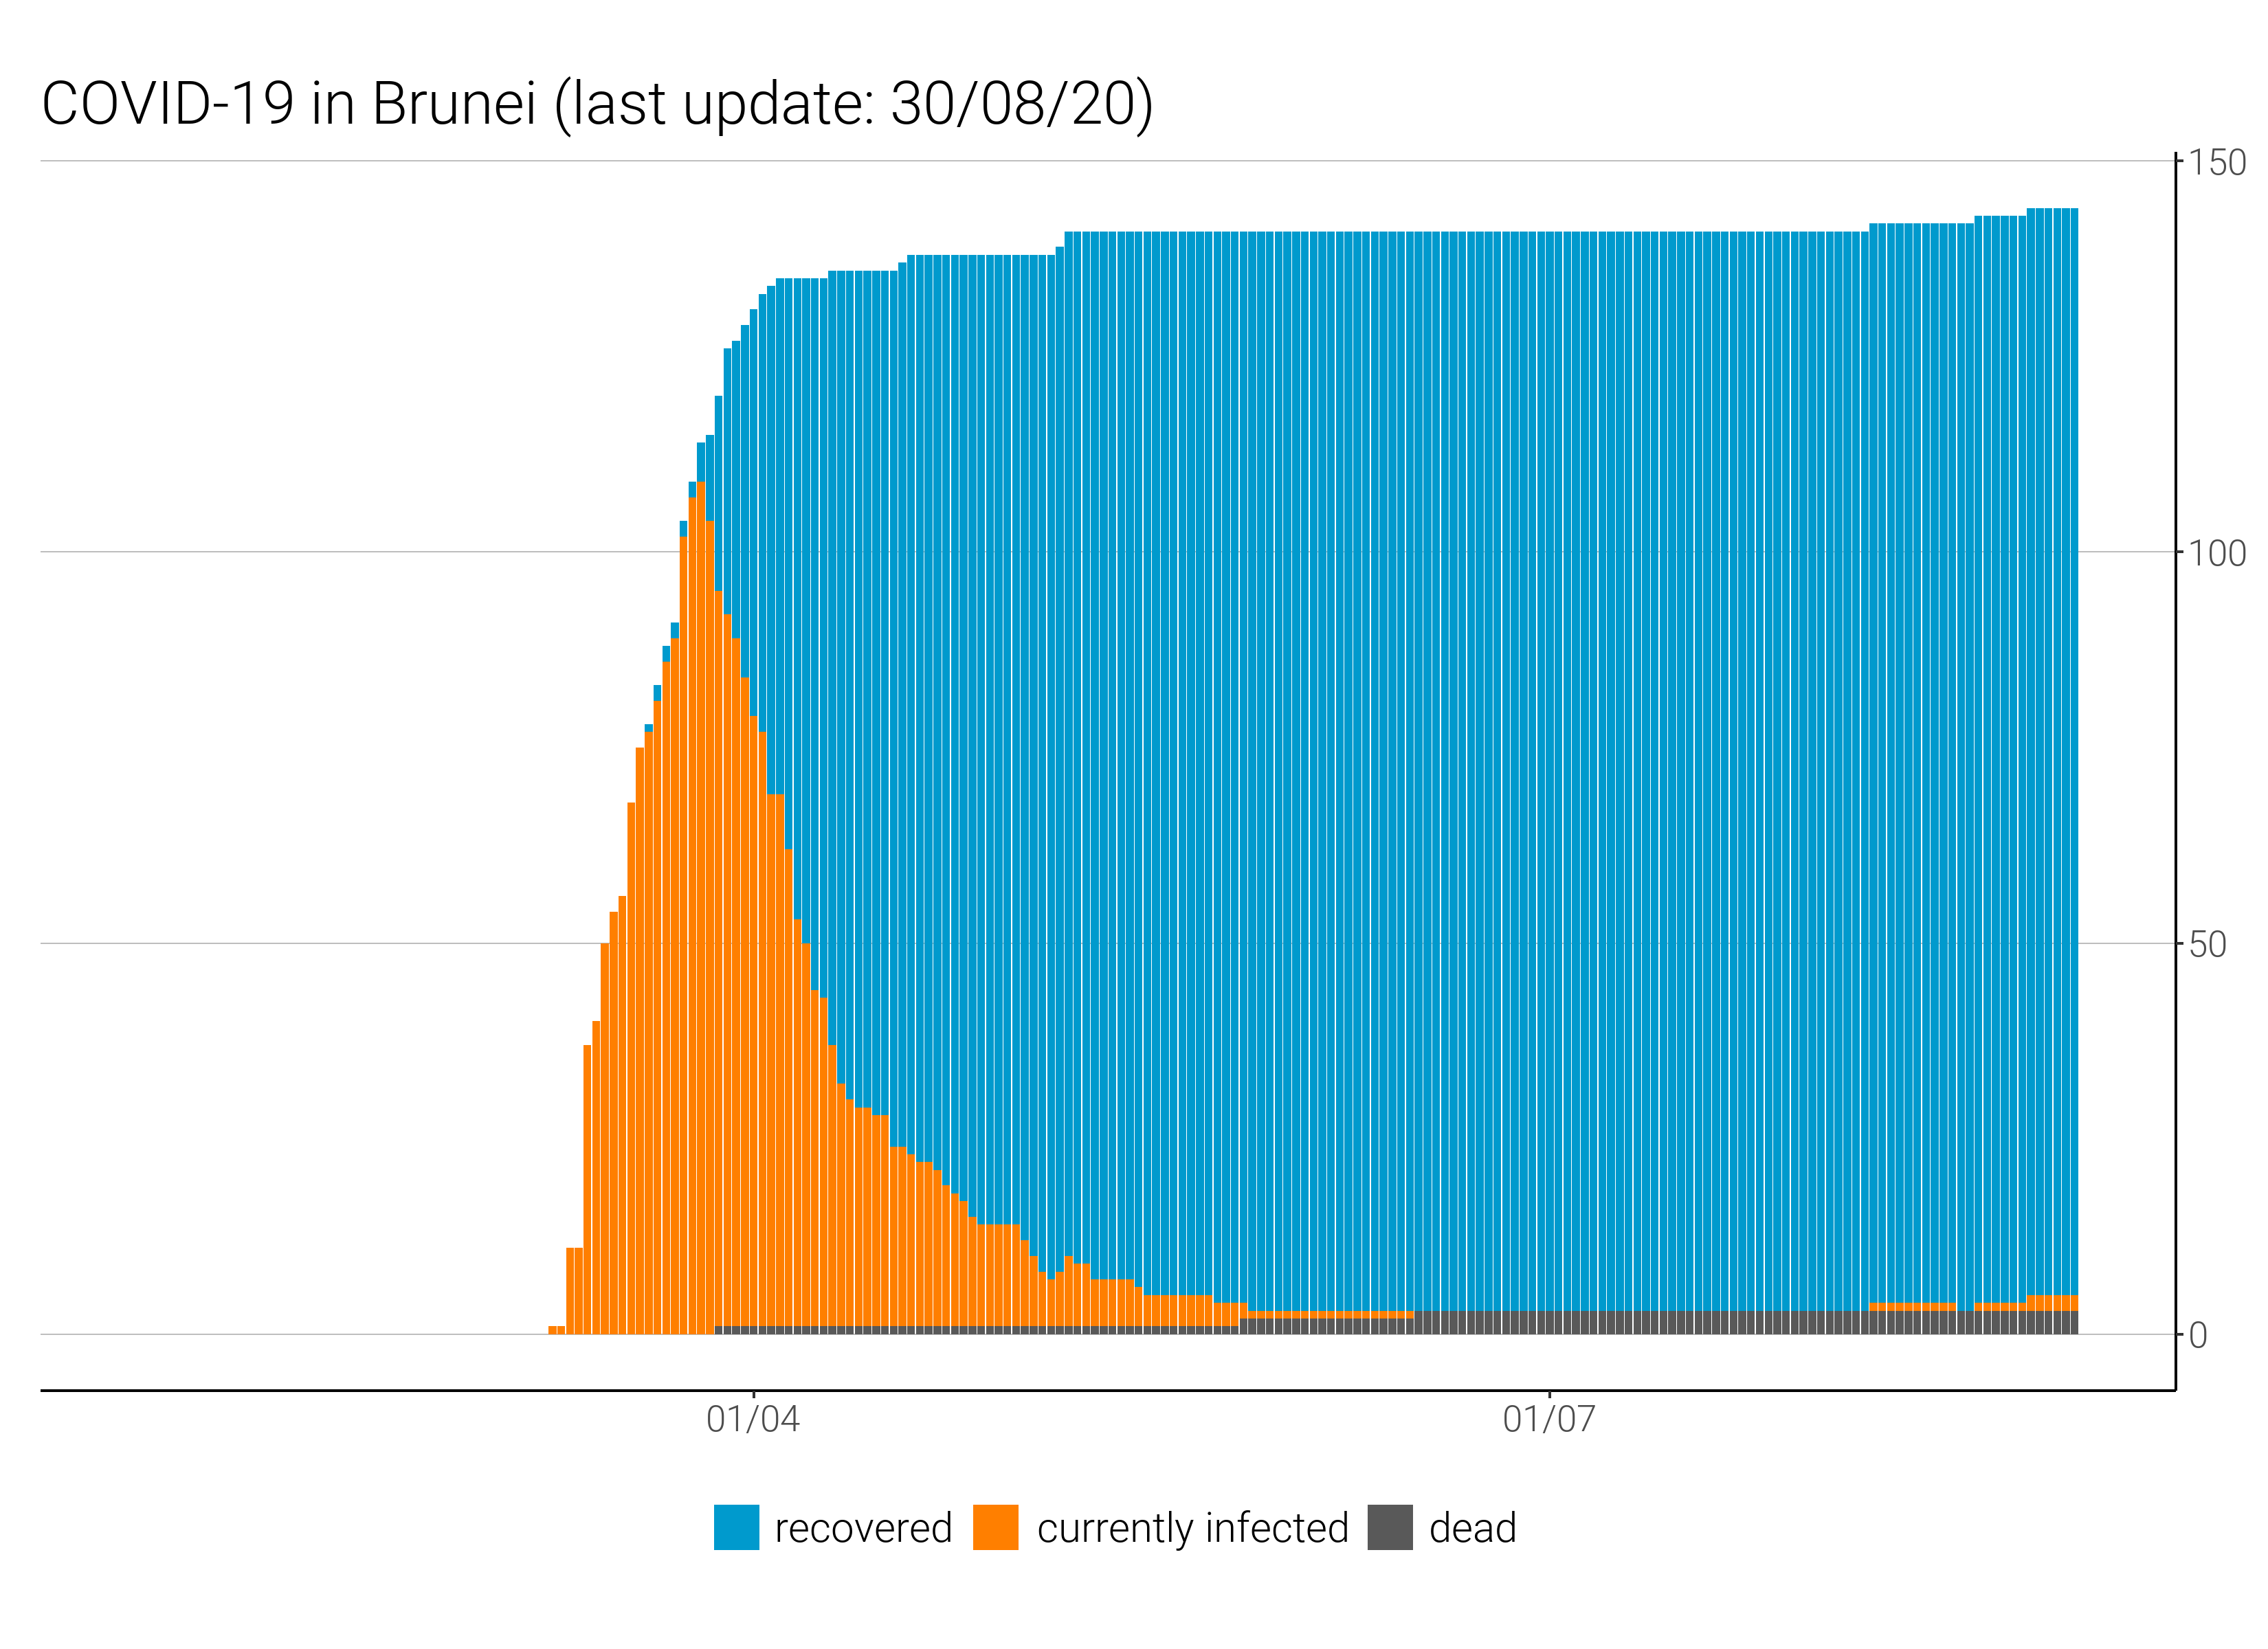 COVID-19 in Brunei (last update: 30/08/20)
150
100
50
0
01/04 01/07
recovered currently infected dead